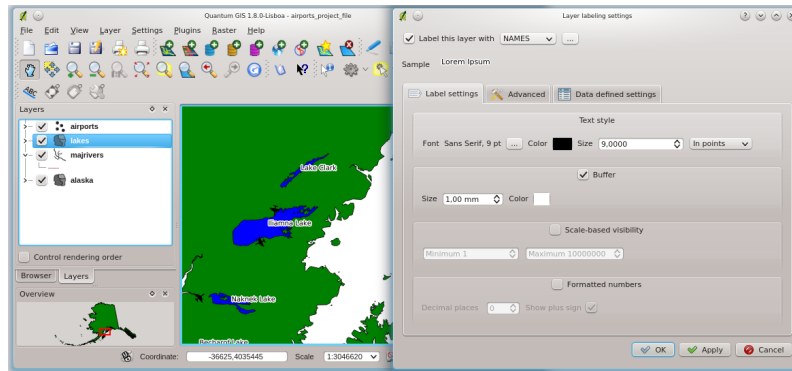 Quantum GIS 1.8.0-Lisboa - airports_project_file
File Edit View Layer Settings Plugins Raster Help
Layers
airports
lakes
majrivers
alaska
Control rendering order
Browser Layers
Overview
Lake Clark
Iliamna Lake
Naknek Lake
Becharof Lake
Coordinate: -36625,4035445 Scale 1:3046620
Layer labeling settings
Label this layer with NAMES ...
Sample Lorem Ipsum
Label settings Advanced Data defined settings
Text style
Font Sans Serif, 9 pt ... Color Size 9.0000 In points
Buffer
Size 1,00 mm Color
Scale-based visibility
Minimum 1 Maximum 10000000
Formatted numbers
Decimal places 0 Show plus sign
OK Apply Cancel